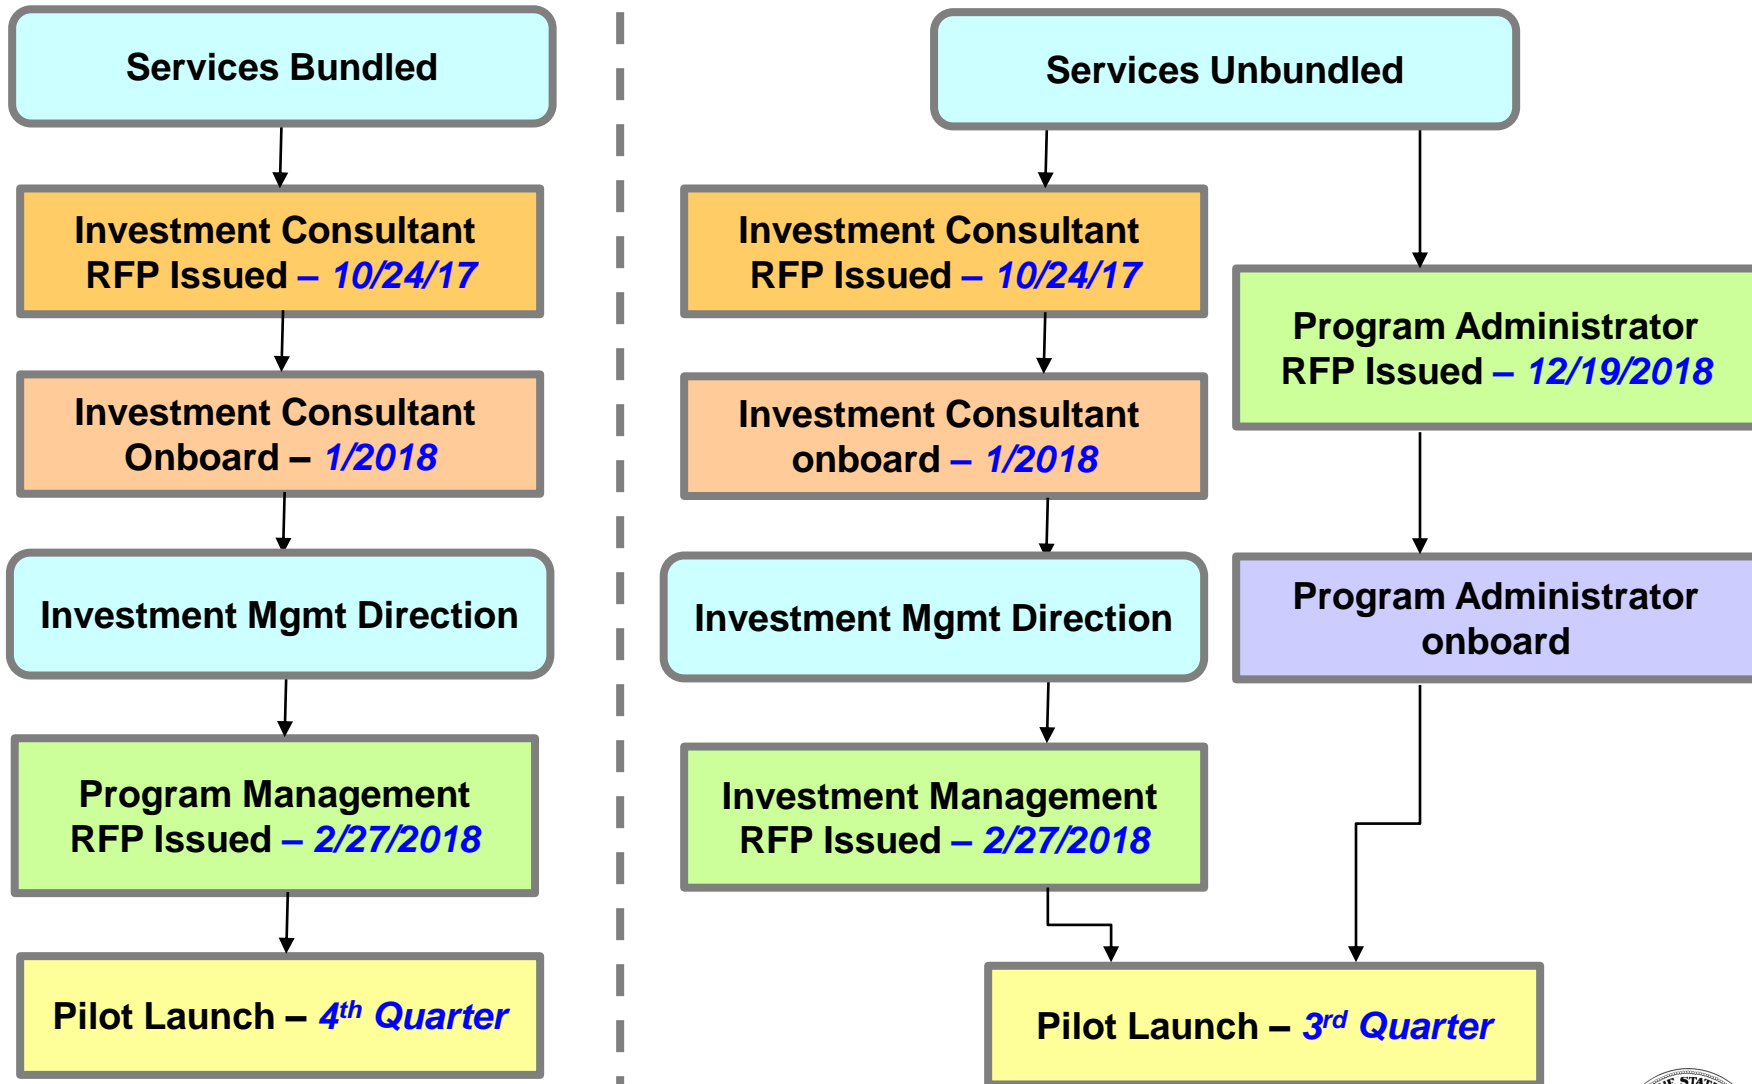 Services Bundled
Investment Consultant
RFP Issued – 10/24/17
Investment Consultant
Onboard – 1/2018
Investment Mgmt Direction
Program Management
RFP Issued – 2/27/2018
Pilot Launch – 4th Quarter
Services Unbundled
Investment Consultant
RFP Issued – 10/24/17
Investment Consultant
onboard – 1/2018
Investment Mgmt Direction
Investment Management
RFP Issued – 2/27/2018
Program Administrator
RFP Issued – 12/19/2018
Program Administrator
onboard
Pilot Launch – 3rd Quarter